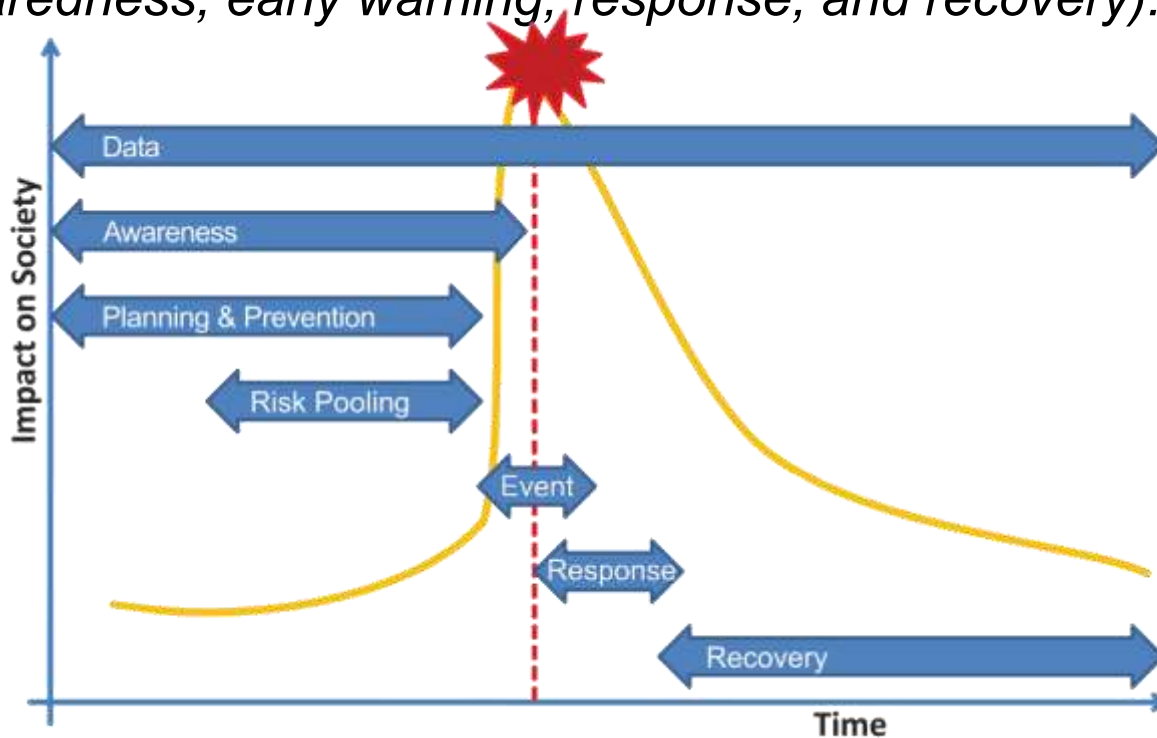 aredness, early warning, response, and recovery).
Data
Awareness
Planning & Prevention
Risk Pooling
Event
Response
Recovery
Impact on Society
Time